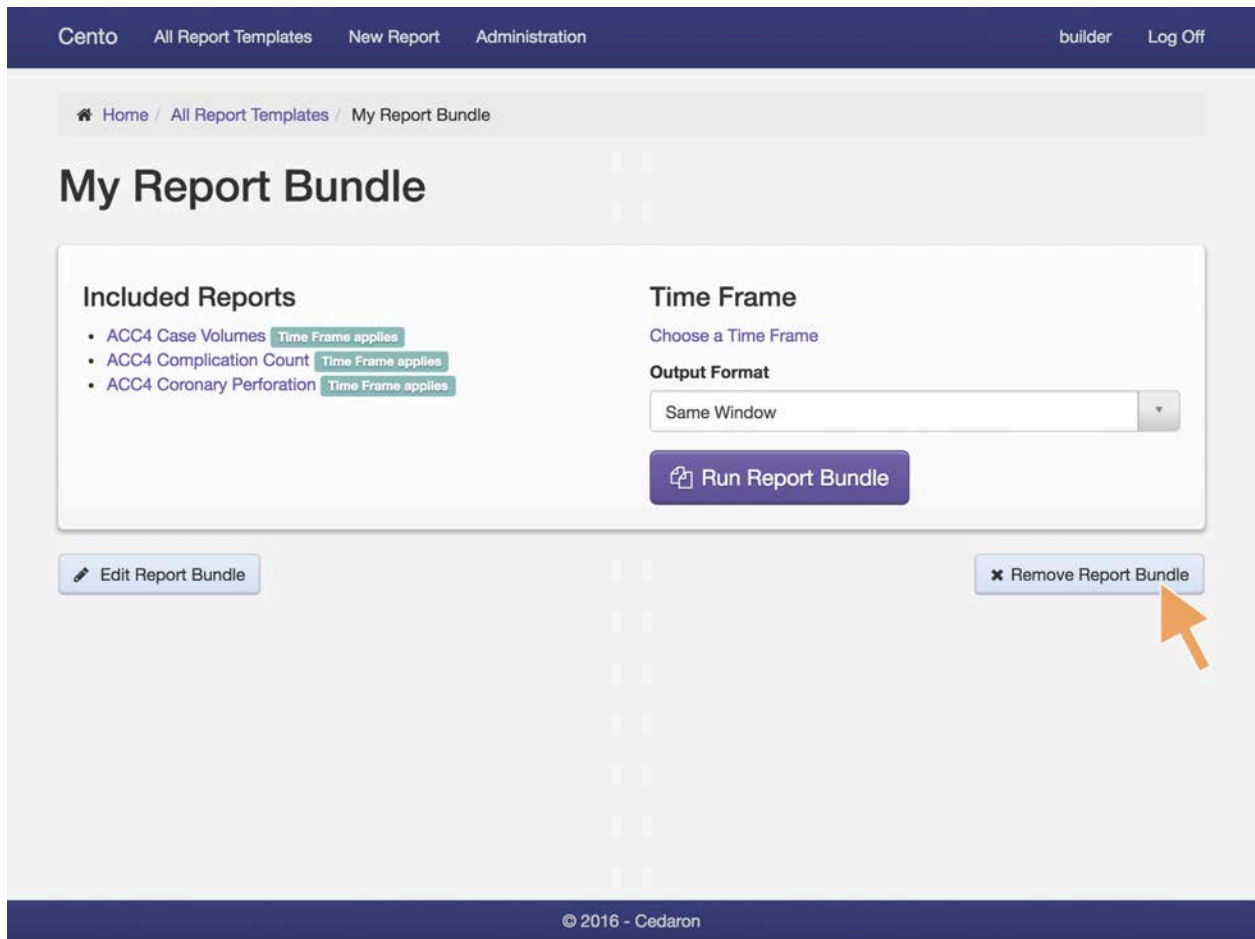 Cento All Report Templates New Report Administration builder Log Off
Home / All Report Templates / My Report Bundle
My Report Bundle
Included Reports
• ACC4 Case Volumes Time Frame applies
• ACC4 Complication Count Time Frame applies
• ACC4 Coronary Perforation Time Frame applies
Time Frame
Choose a Time Frame
Output Format
Same Window
Run Report Bundle
Edit Report Bundle
Remove Report Bundle
© 2016 - Cedaron